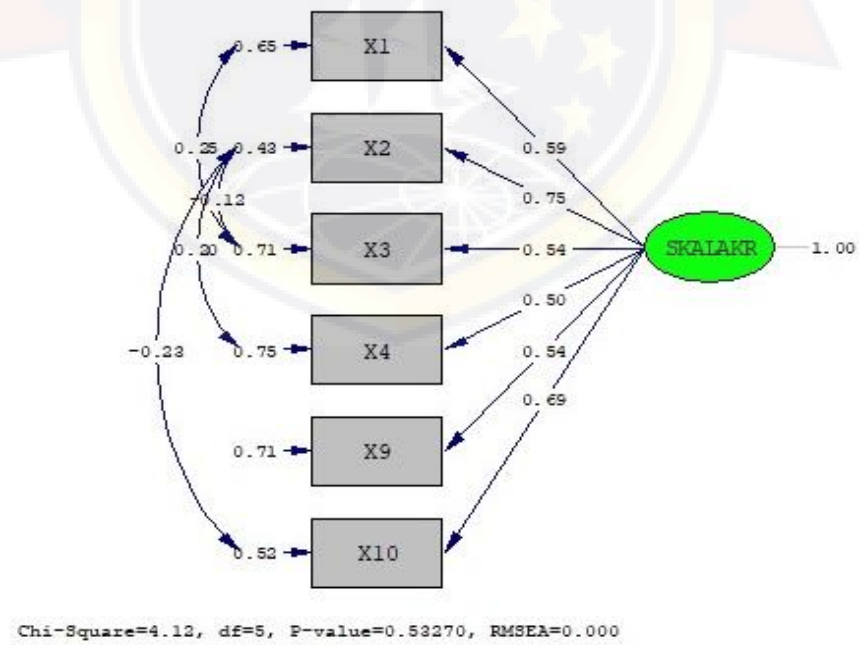 0.65 X1
0.25 0.43 X2 0.59
-0.12 0.75
0.20 0.71 X3 0.54 SKALAKR 1.00
0.50
-0.23 0.75 X4 0.54
0.69
0.71 X9
0.52 X10
Chi-Square=4.12, df=5, P-value=0.53270, RMSEA=0.000